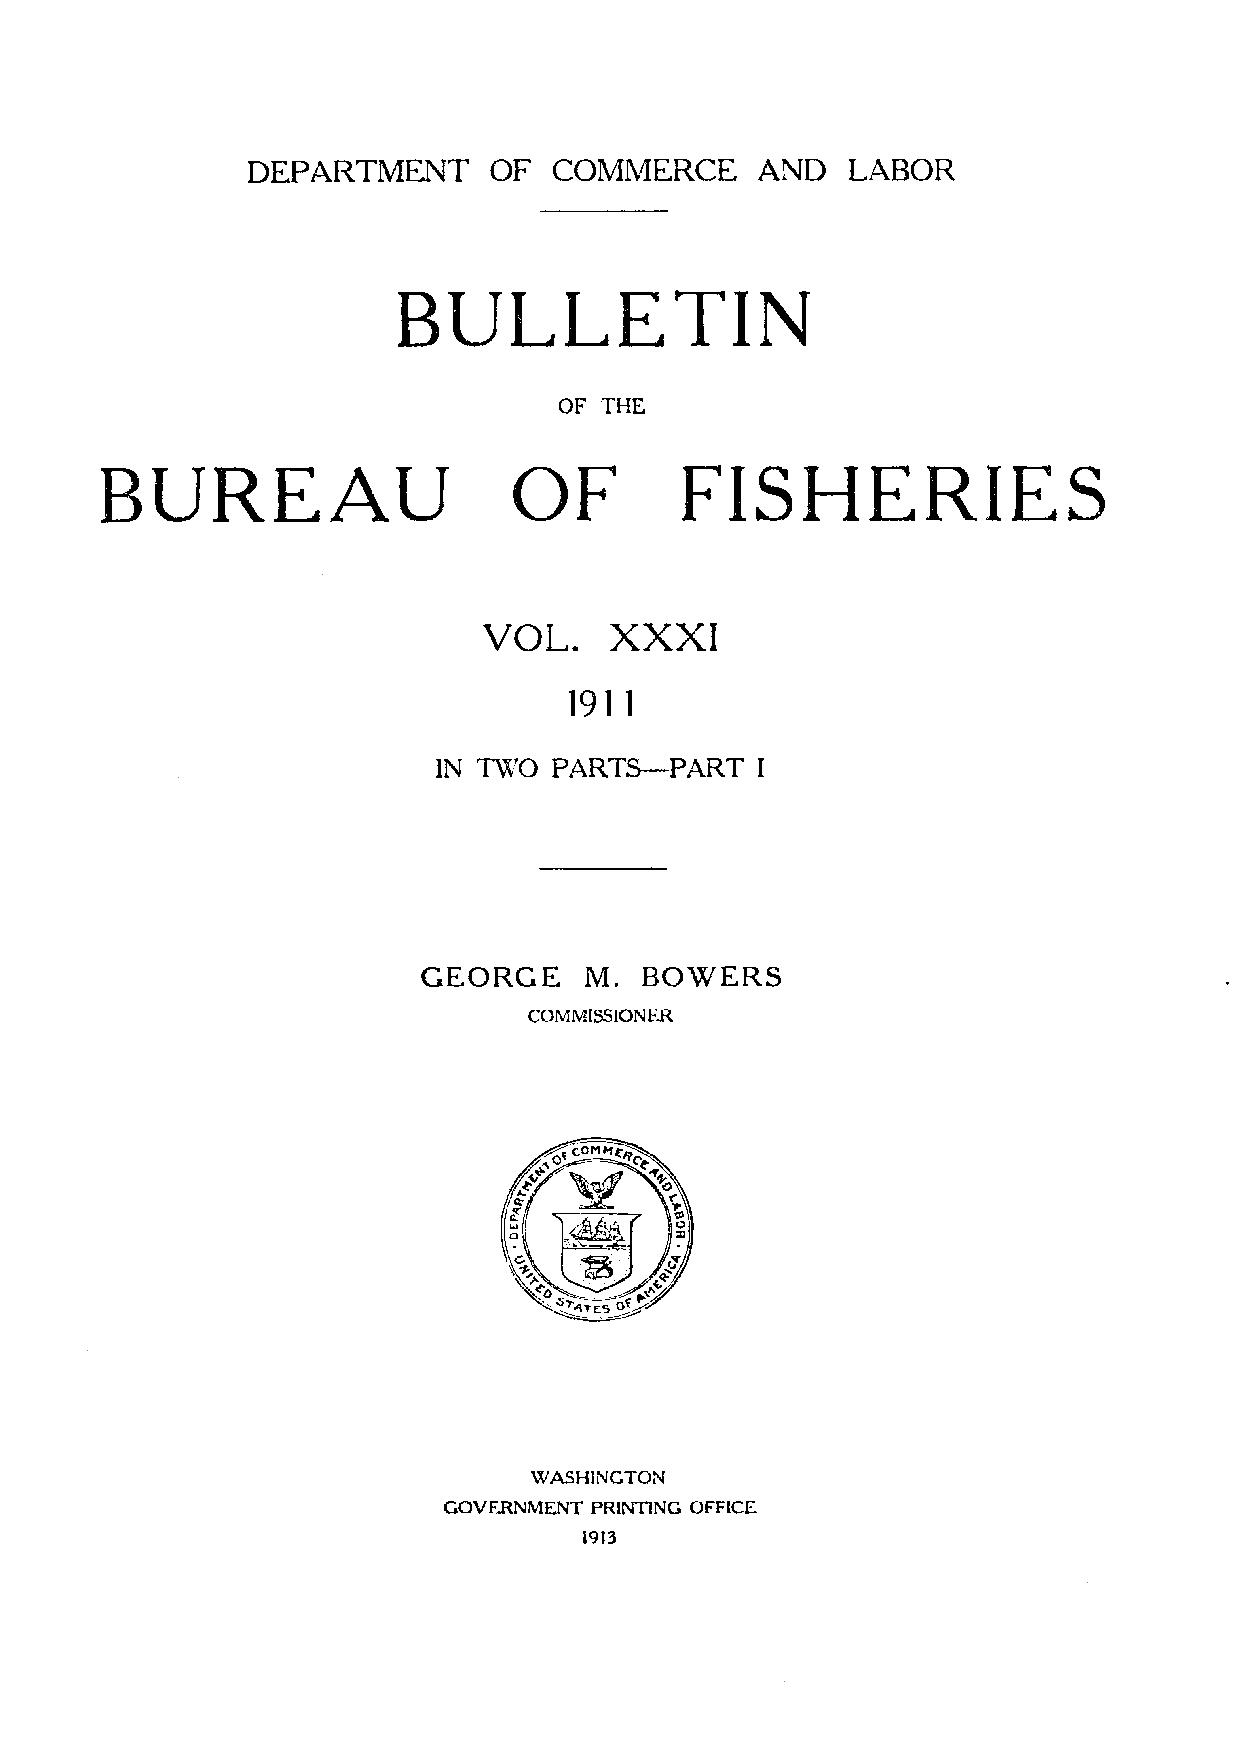 DEPARTMENT OF COMMERCE AND LABOR
BULLETIN
OF THE
BUREAU OF FISHERIES
VOL. XXXI
1911
IN TWO PARTS—PART I
GEORGE M. BOWERS
COMMISSIONER
DEPARTMENT OF COMMERCE AND LABOR
· UNITED STATES OF AMERICA ·
WASHINGTON
GOVERNMENT PRINTING OFFICE
1913